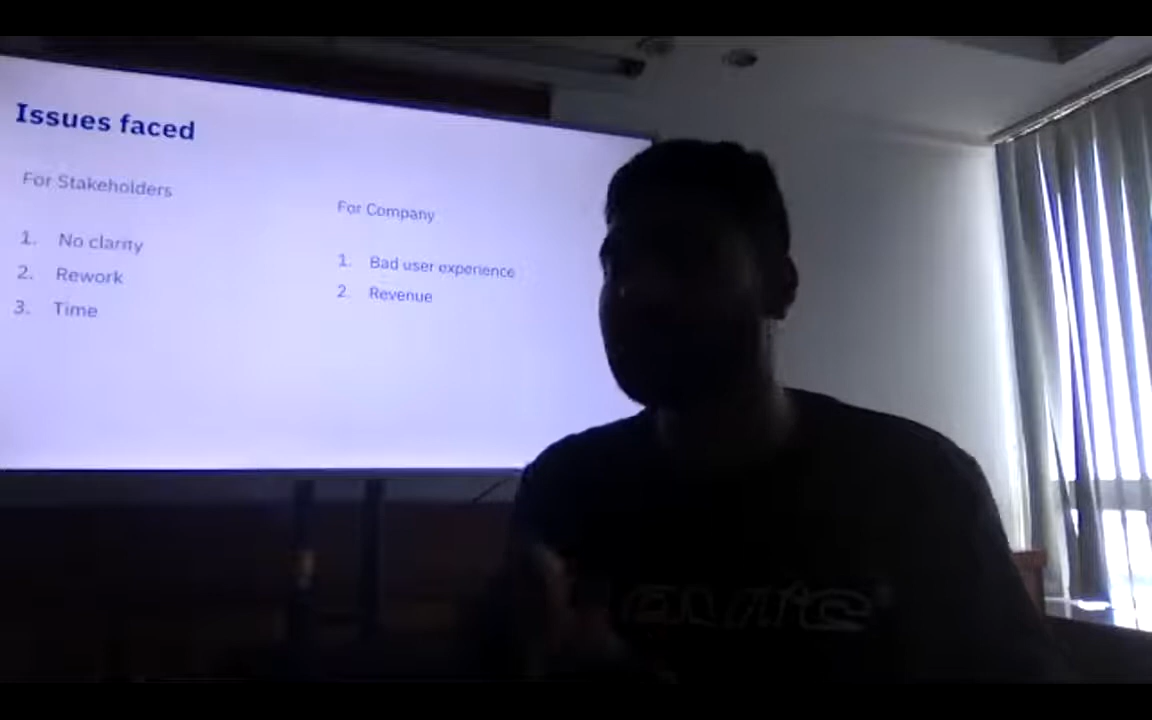 Issues faced
For Stakeholders
1. No clarity
2. Rework
3. Time
For Company
1. Bad user experience
2. Revenue